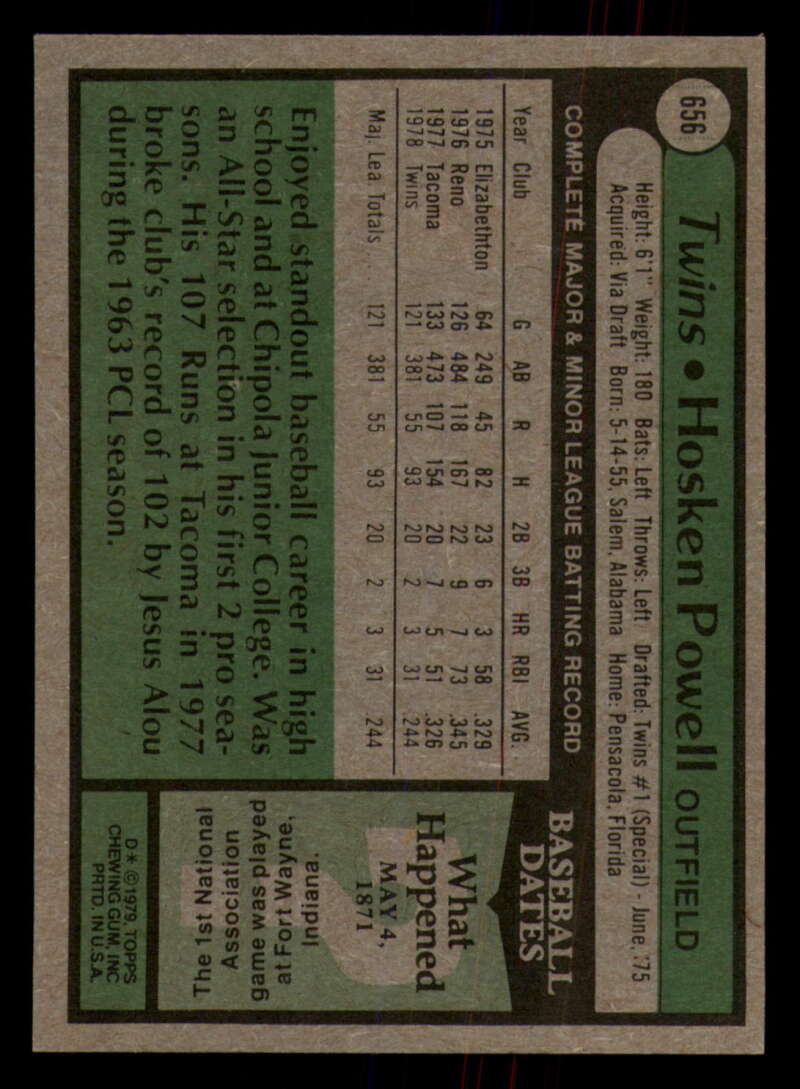 656
Twins • Hosken Powell OUTFIELD
Height: 6'1" Weight: 180 Bats: Left Throws: Left Drafted: Twins #1 (Special) - June, '75
Acquired: Via Draft Born: 5-14-55, Salem, Alabama Home: Pensacola, Florida
COMPLETE MAJOR & MINOR LEAGUE BATTING RECORD
Year Club G AB R H 2B 3B HR RBI AVG.
1975 Elizabethton 64 249 45 82 23 6 3 58 .329
1976 Reno 126 484 118 167 22 9 7 73 .345
1977 Tacoma 133 473 107 154 20 7 5 51 .326
1978 Twins 121 381 55 93 20 2 3 31 .244
Maj. Lea Totals... 121 381 55 93 20 2 3 31 .244
Enjoyed standout baseball career in high
school and at Chipola Junior College. Was
an All-Star selection in his first 2 pro sea-
sons. His 107 Runs at Tacoma in 1977
broke club's record of 102 by Jesus Alou
during the 1963 PCL season.
BASEBALL
DATES
What
Happened
MAY 4,
1871
The 1st National
Association
game was played
at Fort Wayne,
Indiana.
D* © 1979 TOPPS
CHEWING GUM, INC
PRTD. IN U.S.A.